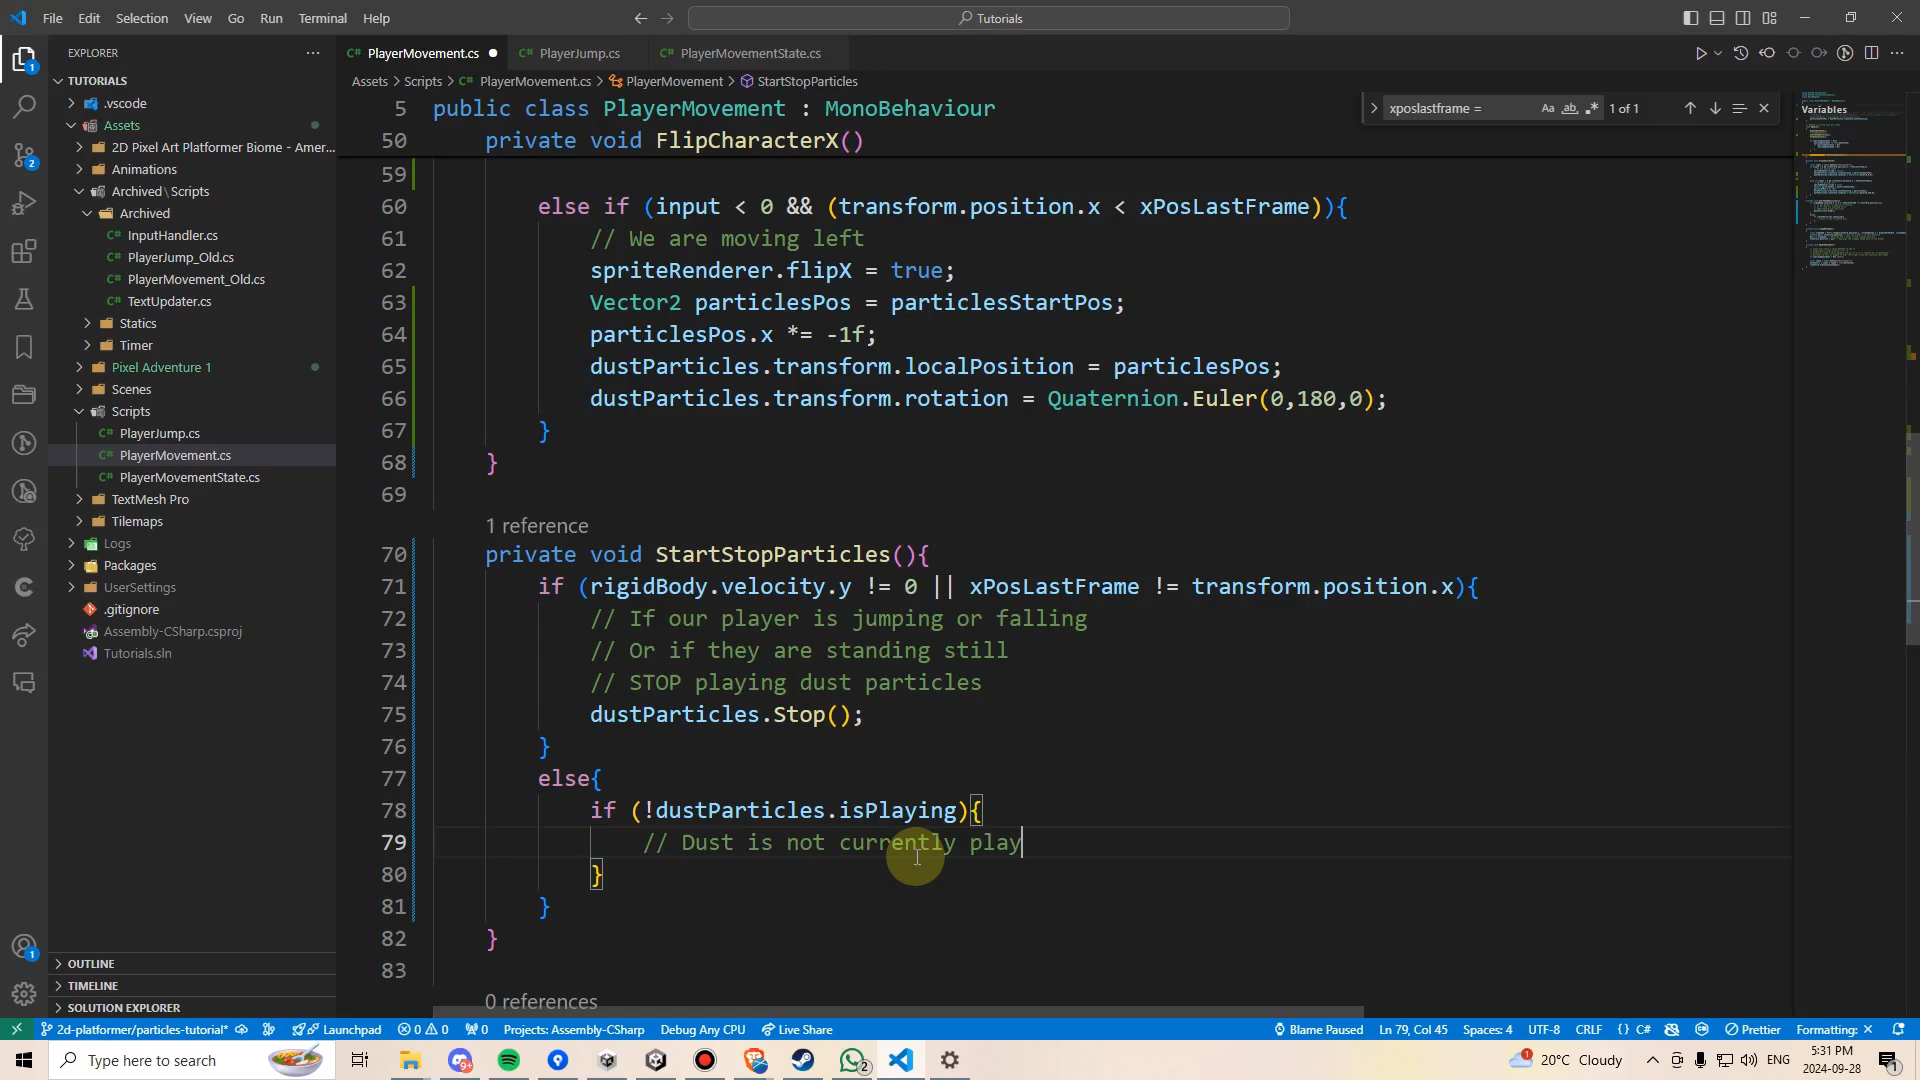 File Edit Selection View Go Run Terminal Help
Tutorials
EXPLORER
PlayerMovement.cs
PlayerJump.cs
PlayerMovementState.cs
Assets > Scripts > PlayerMovement.cs > PlayerMovement > StartStopParticles
xposlastframe =
Aa ab
1 of 1
TUTORIALS
.vscode
Assets
2D Pixel Art Platformer Biome - Amer...
Animations
Archived\Scripts
Archived
InputHandler.cs
PlayerJump_Old.cs
PlayerMovement_Old.cs
TextUpdater.cs
Statics
Timer
Pixel Adventure 1
Scenes
Scripts
PlayerJump.cs
PlayerMovement.cs
PlayerMovementState.cs
TextMesh Pro
Tilemaps
Logs
Packages
UserSettings
.gitignore
Assembly-CSharp.csproj
Tutorials.sln
OUTLINE
TIMELINE
SOLUTION EXPLORER
5 public class PlayerMovement : MonoBehaviour
50 private void FlipCharacterX()
59
60 else if (input < 0 && (transform.position.x < xPosLastFrame)){
61 // We are moving left
62 spriteRenderer.flipX = true;
63 Vector2 particlesPos = particlesStartPos;
64 particlesPos.x *= -1f;
65 dustParticles.transform.localPosition = particlesPos;
66 dustParticles.transform.rotation = Quaternion.Euler(0,180,0);
67 }
68 }
69
1 reference
70 private void StartStopParticles(){
71 if (rigidBody.velocity.y != 0 || xPosLastFrame != transform.position.x){
72 // If our player is jumping or falling
73 // Or if they are standing still
74 // STOP playing dust particles
75 dustParticles.Stop();
76 }
77 else{
78 if (!dustParticles.isPlaying){
79 // Dust is not currently play
80 }
81 }
82 }
83
0 references
Variables
2d-platformer/particles-tutorial*
Launchpad
0 0
0
Projects: Assembly-CSharp
Debug Any CPU
Live Share
Blame Paused
Ln 79, Col 45
Spaces: 4
UTF-8
CRLF
{ } C#
Prettier
Formatting: ×
Type here to search
20°C Cloudy
ENG
5:31 PM
2024-09-28